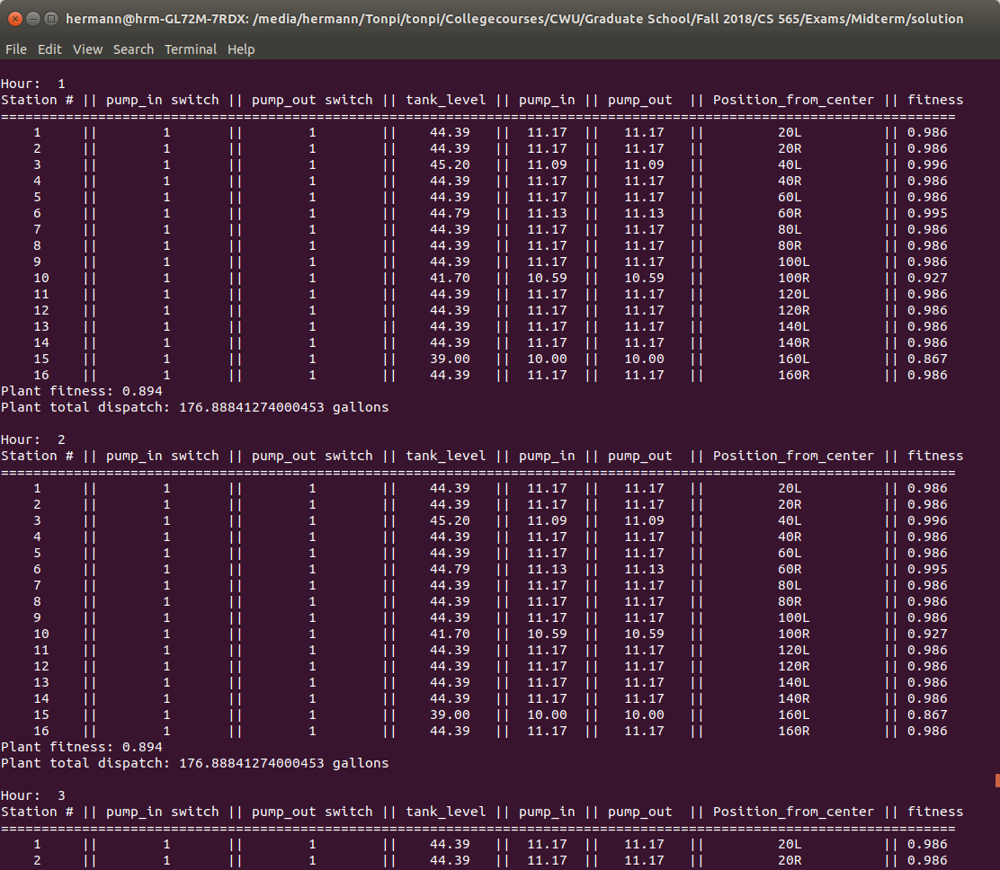 hermann@hrm-GL72M-7RDX: /media/hermann/Tonpi/tonpi/Collegecourses/CWU/Graduate School/Fall 2018/CS 565/Exams/Midterm/solution
File Edit View Search Terminal Help
Hour:  1
Station # || pump_in switch || pump_out switch || tank_level || pump_in || pump_out  || Position_from_center || fitness
======================================================================================================================
    1     ||        1       ||        1        ||    44.39   ||  11.17  ||   11.17   ||         20L          || 0.986
    2     ||        1       ||        1        ||    44.39   ||  11.17  ||   11.17   ||         20R          || 0.986
    3     ||        1       ||        1        ||    45.20   ||  11.09  ||   11.09   ||         40L          || 0.996
    4     ||        1       ||        1        ||    44.39   ||  11.17  ||   11.17   ||         40R          || 0.986
    5     ||        1       ||        1        ||    44.39   ||  11.17  ||   11.17   ||         60L          || 0.986
    6     ||        1       ||        1        ||    44.79   ||  11.13  ||   11.13   ||         60R          || 0.995
    7     ||        1       ||        1        ||    44.39   ||  11.17  ||   11.17   ||         80L          || 0.986
    8     ||        1       ||        1        ||    44.39   ||  11.17  ||   11.17   ||         80R          || 0.986
    9     ||        1       ||        1        ||    44.39   ||  11.17  ||   11.17   ||         100L         || 0.986
    10    ||        1       ||        1        ||    41.70   ||  10.59  ||   10.59   ||         100R         || 0.927
    11    ||        1       ||        1        ||    44.39   ||  11.17  ||   11.17   ||         120L         || 0.986
    12    ||        1       ||        1        ||    44.39   ||  11.17  ||   11.17   ||         120R         || 0.986
    13    ||        1       ||        1        ||    44.39   ||  11.17  ||   11.17   ||         140L         || 0.986
    14    ||        1       ||        1        ||    44.39   ||  11.17  ||   11.17   ||         140R         || 0.986
    15    ||        1       ||        1        ||    39.00   ||  10.00  ||   10.00   ||         160L         || 0.867
    16    ||        1       ||        1        ||    44.39   ||  11.17  ||   11.17   ||         160R         || 0.986
Plant fitness: 0.894
Plant total dispatch: 176.88841274000453 gallons
Hour:  2
Station # || pump_in switch || pump_out switch || tank_level || pump_in || pump_out  || Position_from_center || fitness
======================================================================================================================
    1     ||        1       ||        1        ||    44.39   ||  11.17  ||   11.17   ||         20L          || 0.986
    2     ||        1       ||        1        ||    44.39   ||  11.17  ||   11.17   ||         20R          || 0.986
    3     ||        1       ||        1        ||    45.20   ||  11.09  ||   11.09   ||         40L          || 0.996
    4     ||        1       ||        1        ||    44.39   ||  11.17  ||   11.17   ||         40R          || 0.986
    5     ||        1       ||        1        ||    44.39   ||  11.17  ||   11.17   ||         60L          || 0.986
    6     ||        1       ||        1        ||    44.79   ||  11.13  ||   11.13   ||         60R          || 0.995
    7     ||        1       ||        1        ||    44.39   ||  11.17  ||   11.17   ||         80L          || 0.986
    8     ||        1       ||        1        ||    44.39   ||  11.17  ||   11.17   ||         80R          || 0.986
    9     ||        1       ||        1        ||    44.39   ||  11.17  ||   11.17   ||         100L         || 0.986
    10    ||        1       ||        1        ||    41.70   ||  10.59  ||   10.59   ||         100R         || 0.927
    11    ||        1       ||        1        ||    44.39   ||  11.17  ||   11.17   ||         120L         || 0.986
    12    ||        1       ||        1        ||    44.39   ||  11.17  ||   11.17   ||         120R         || 0.986
    13    ||        1       ||        1        ||    44.39   ||  11.17  ||   11.17   ||         140L         || 0.986
    14    ||        1       ||        1        ||    44.39   ||  11.17  ||   11.17   ||         140R         || 0.986
    15    ||        1       ||        1        ||    39.00   ||  10.00  ||   10.00   ||         160L         || 0.867
    16    ||        1       ||        1        ||    44.39   ||  11.17  ||   11.17   ||         160R         || 0.986
Plant fitness: 0.894
Plant total dispatch: 176.88841274000453 gallons
Hour:  3
Station # || pump_in switch || pump_out switch || tank_level || pump_in || pump_out  || Position_from_center || fitness
======================================================================================================================
    1     ||        1       ||        1        ||    44.39   ||  11.17  ||   11.17   ||         20L          || 0.986
    2     ||        1       ||        1        ||    44.39   ||  11.17  ||   11.17   ||         20R          || 0.986